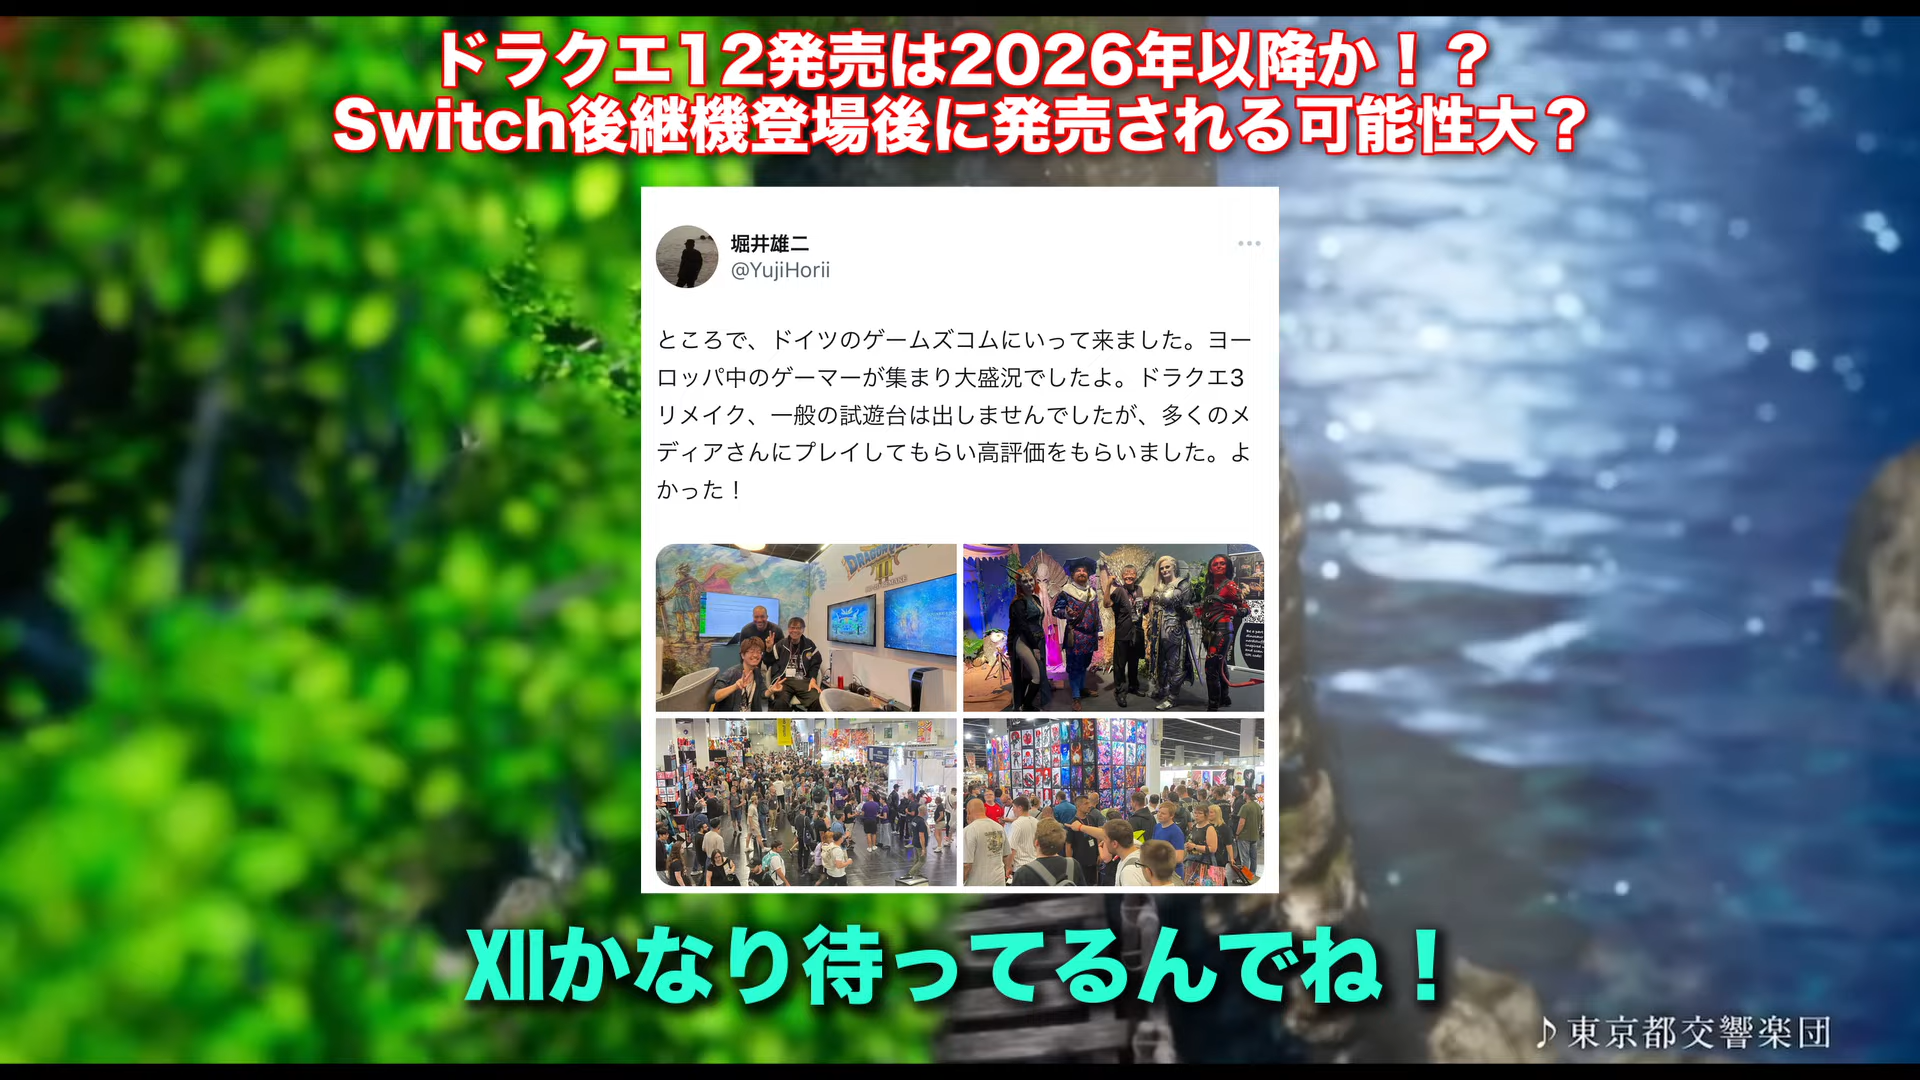 ドラクエ12発売は2026年以降か！？
Switch後継機登場後に発売される可能性大？
堀井雄二
@YujiHorii
ところで、ドイツのゲームズコムにいって来ました。ヨー
ロッパ中のゲーマーが集まり大盛況でしたよ。ドラクエ3
リメイク、一般の試遊台は出しませんでしたが、多くのメ
ディアさんにプレイしてもらい高評価をもらいました。よ
かった！
XIIかなり待ってるんでね！
♪東京都交響楽団